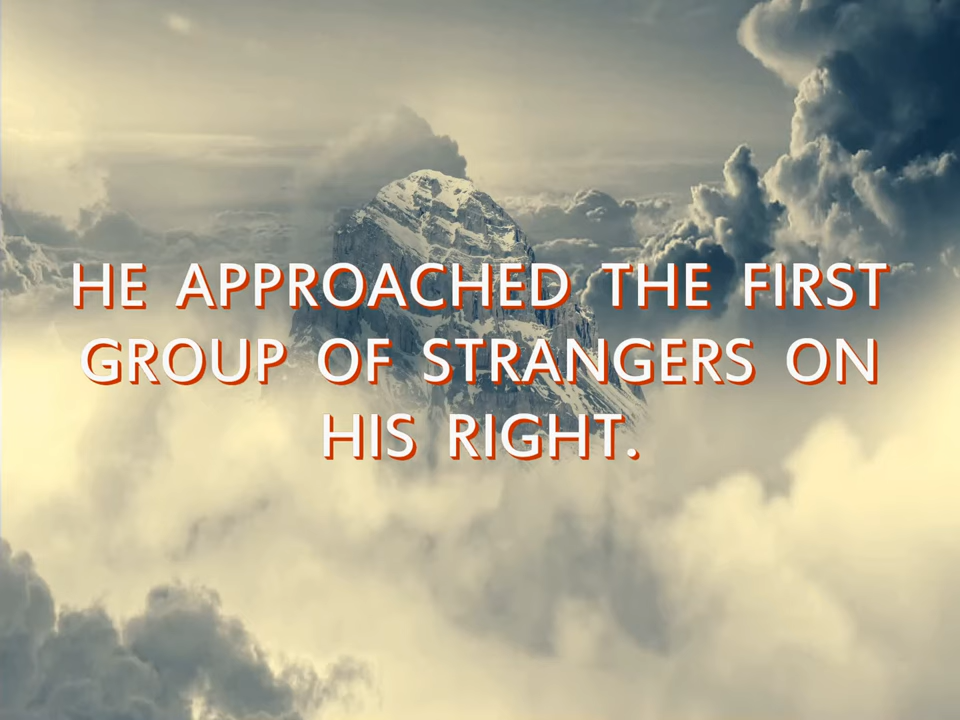 HE APPROACHED THE FIRST
GROUP OF STRANGERS ON
HIS RIGHT.